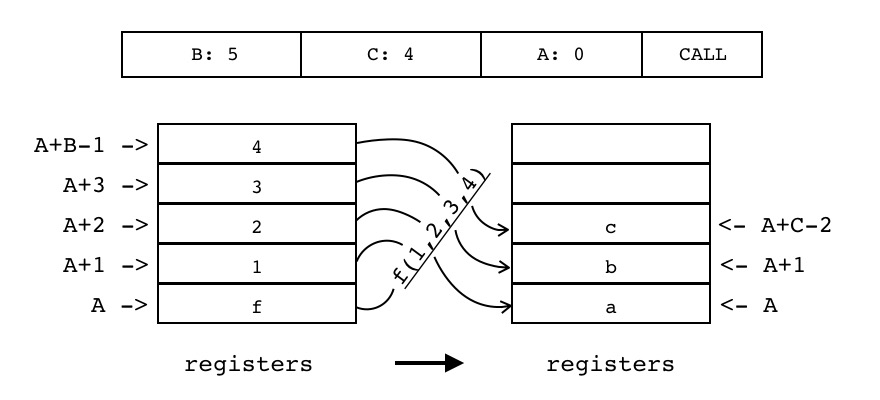 B: 5 C: 4 A: 0 CALL
A+B-1 -> 4
A+3 -> 3
A+2 -> 2 c <- A+C-2
A+1 -> 1 b <- A+1
A -> f a <- A
f(1,2,3,4)
registers registers